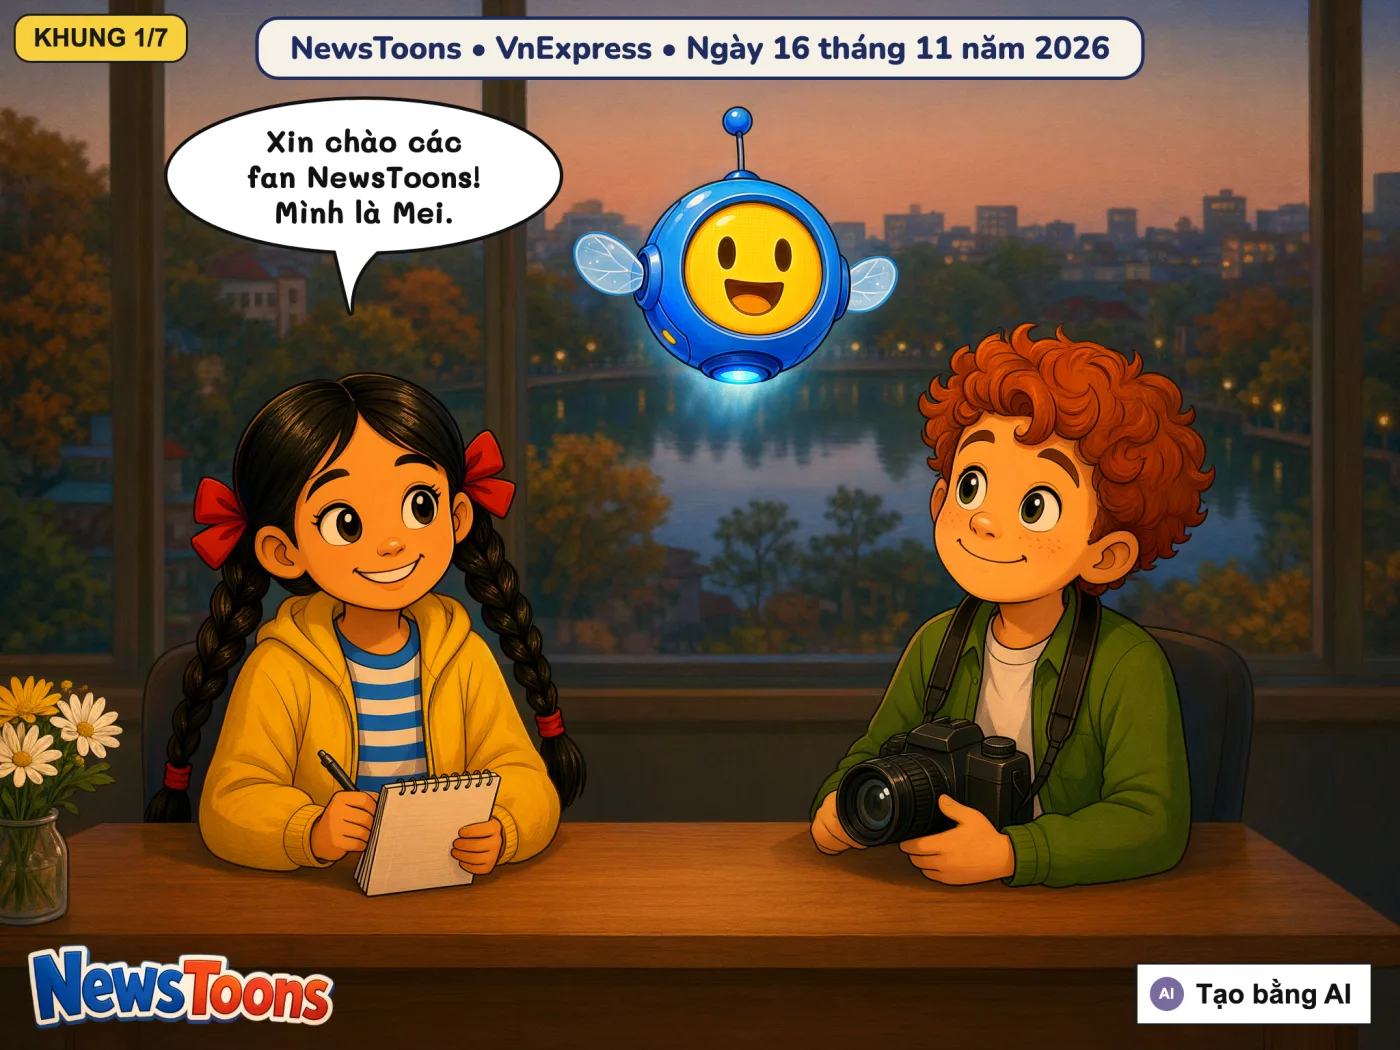 KHUNG 1/7
NewsToons • VnExpress • Ngày 16 tháng 11 năm 2026
Xin chào các
fan NewsToons!
Mình là Mei.
NewsToons
AI Tạo bằng AI